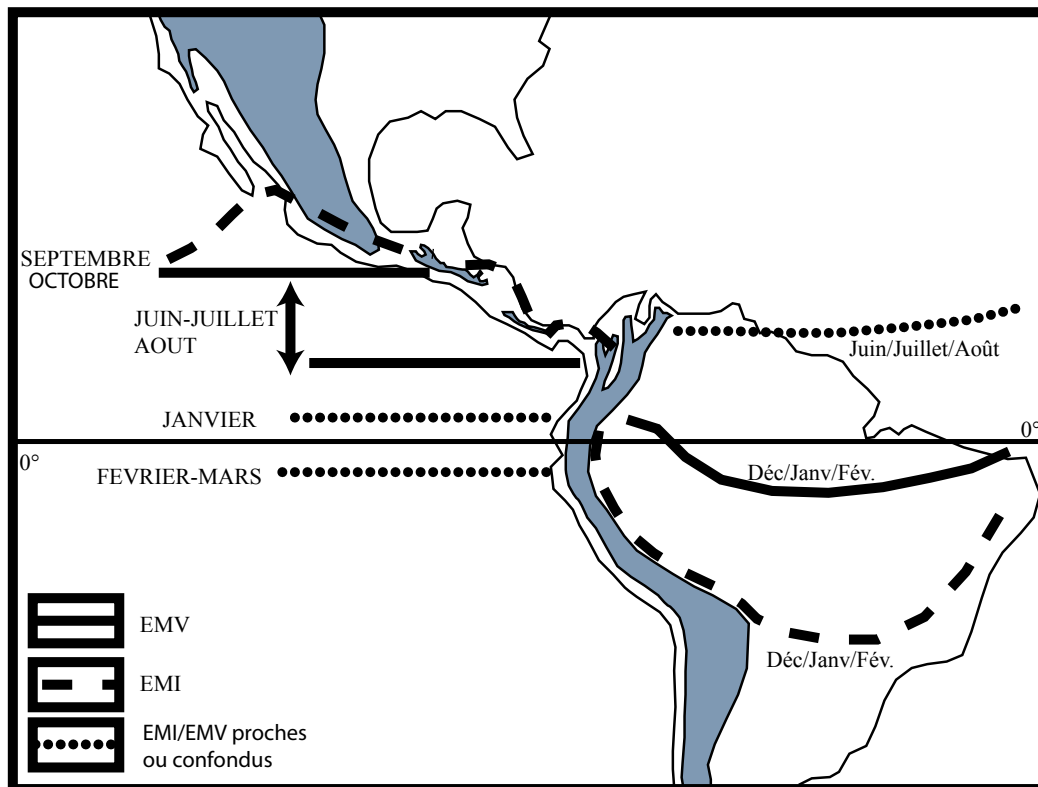 SEPTEMBRE
OCTOBRE
JUIN-JUILLET
AOUT
Juin/Juillet/Août
JANVIER
0°
0°
FEVRIER-MARS
Déc/Janv/Fév.
EMV
Déc/Janv/Fév.
EMI
EMI/EMV proches
ou confondus